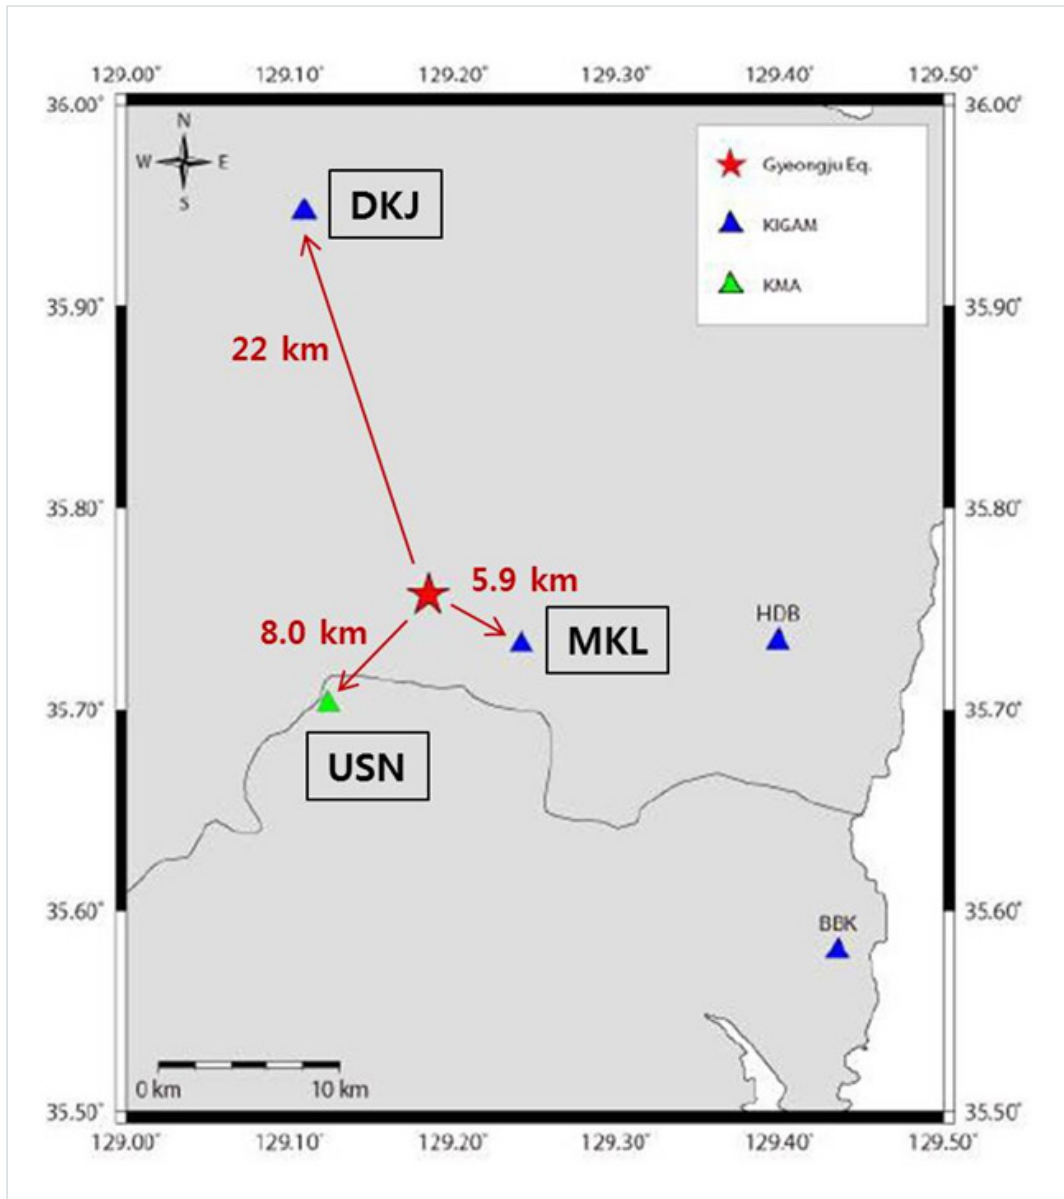 129.00° 129.10° 129.20° 129.30° 129.40° 129.50°
36.00° 36.00°
N
W E
S
Gyeongju Eq.
KIGAM
KMA
DKJ
35.90° 35.90°
22 km
35.80° 35.80°
5.9 km
8.0 km
MKL
HDB
35.70° 35.70°
USN
35.60° 35.60°
BBK
0 km 10 km
35.50° 35.50°
129.00° 129.10° 129.20° 129.30° 129.40° 129.50°